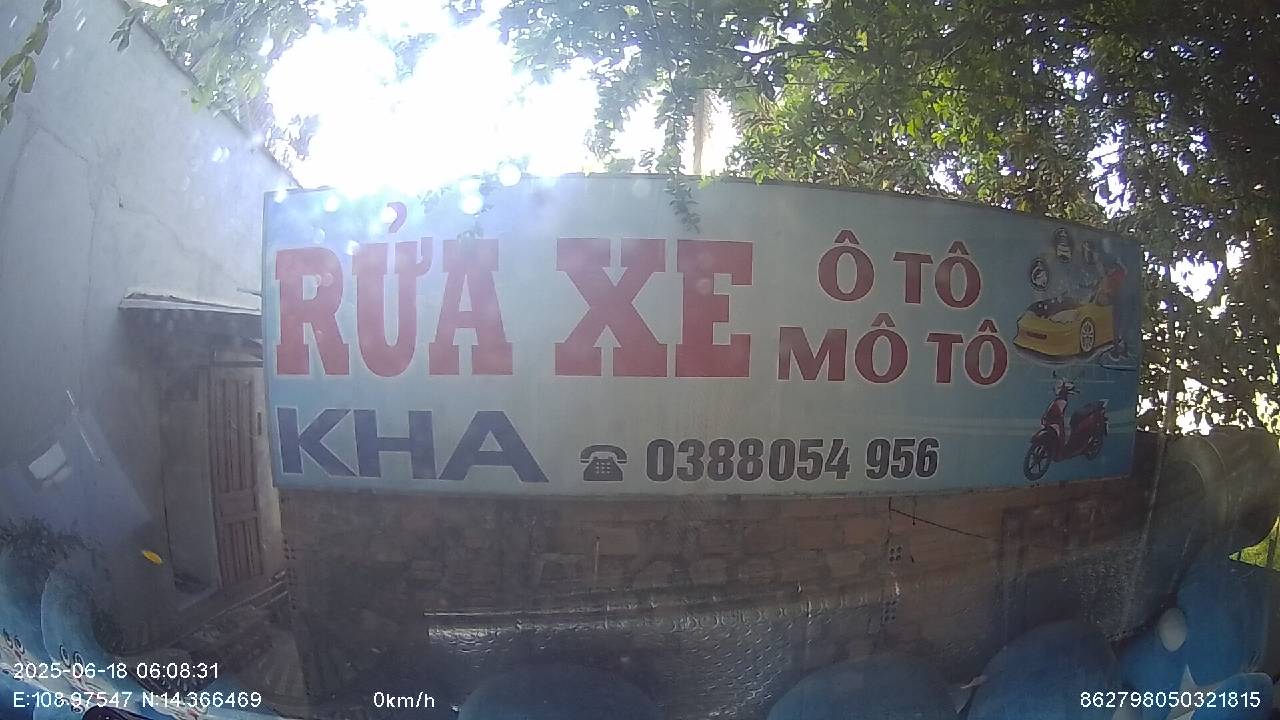 RỬA XE
Ô TÔ
MÔ TÔ
KHA
0388054 956
2025-06-18 06:08:31
E:108.97547 N:14.366469
0km/h
862798050321815